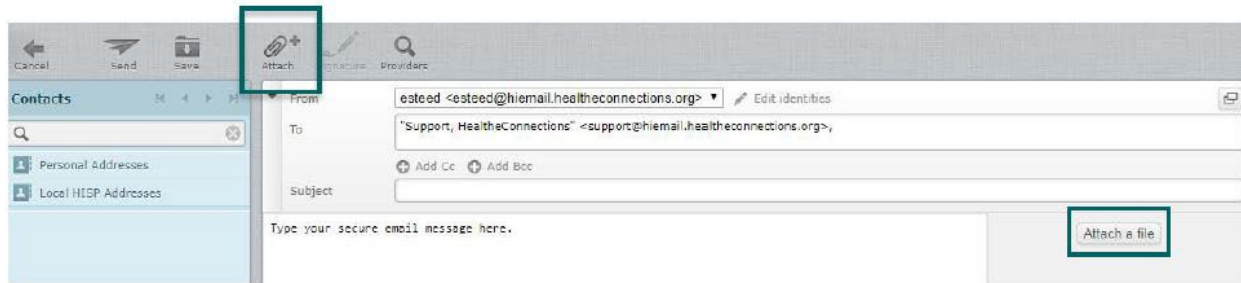 Cancel Send Save Attach Signature Providers
Contacts
Personal Addresses
Local HISP Addresses
From esteed <esteed@hiemail.healtheconnections.org> Edit identities
To "Support, HealtheConnections" <support@hiemail.healtheconnections.org>,
Add Cc Add Bcc
Subject
Type your secure email message here.
Attach a file